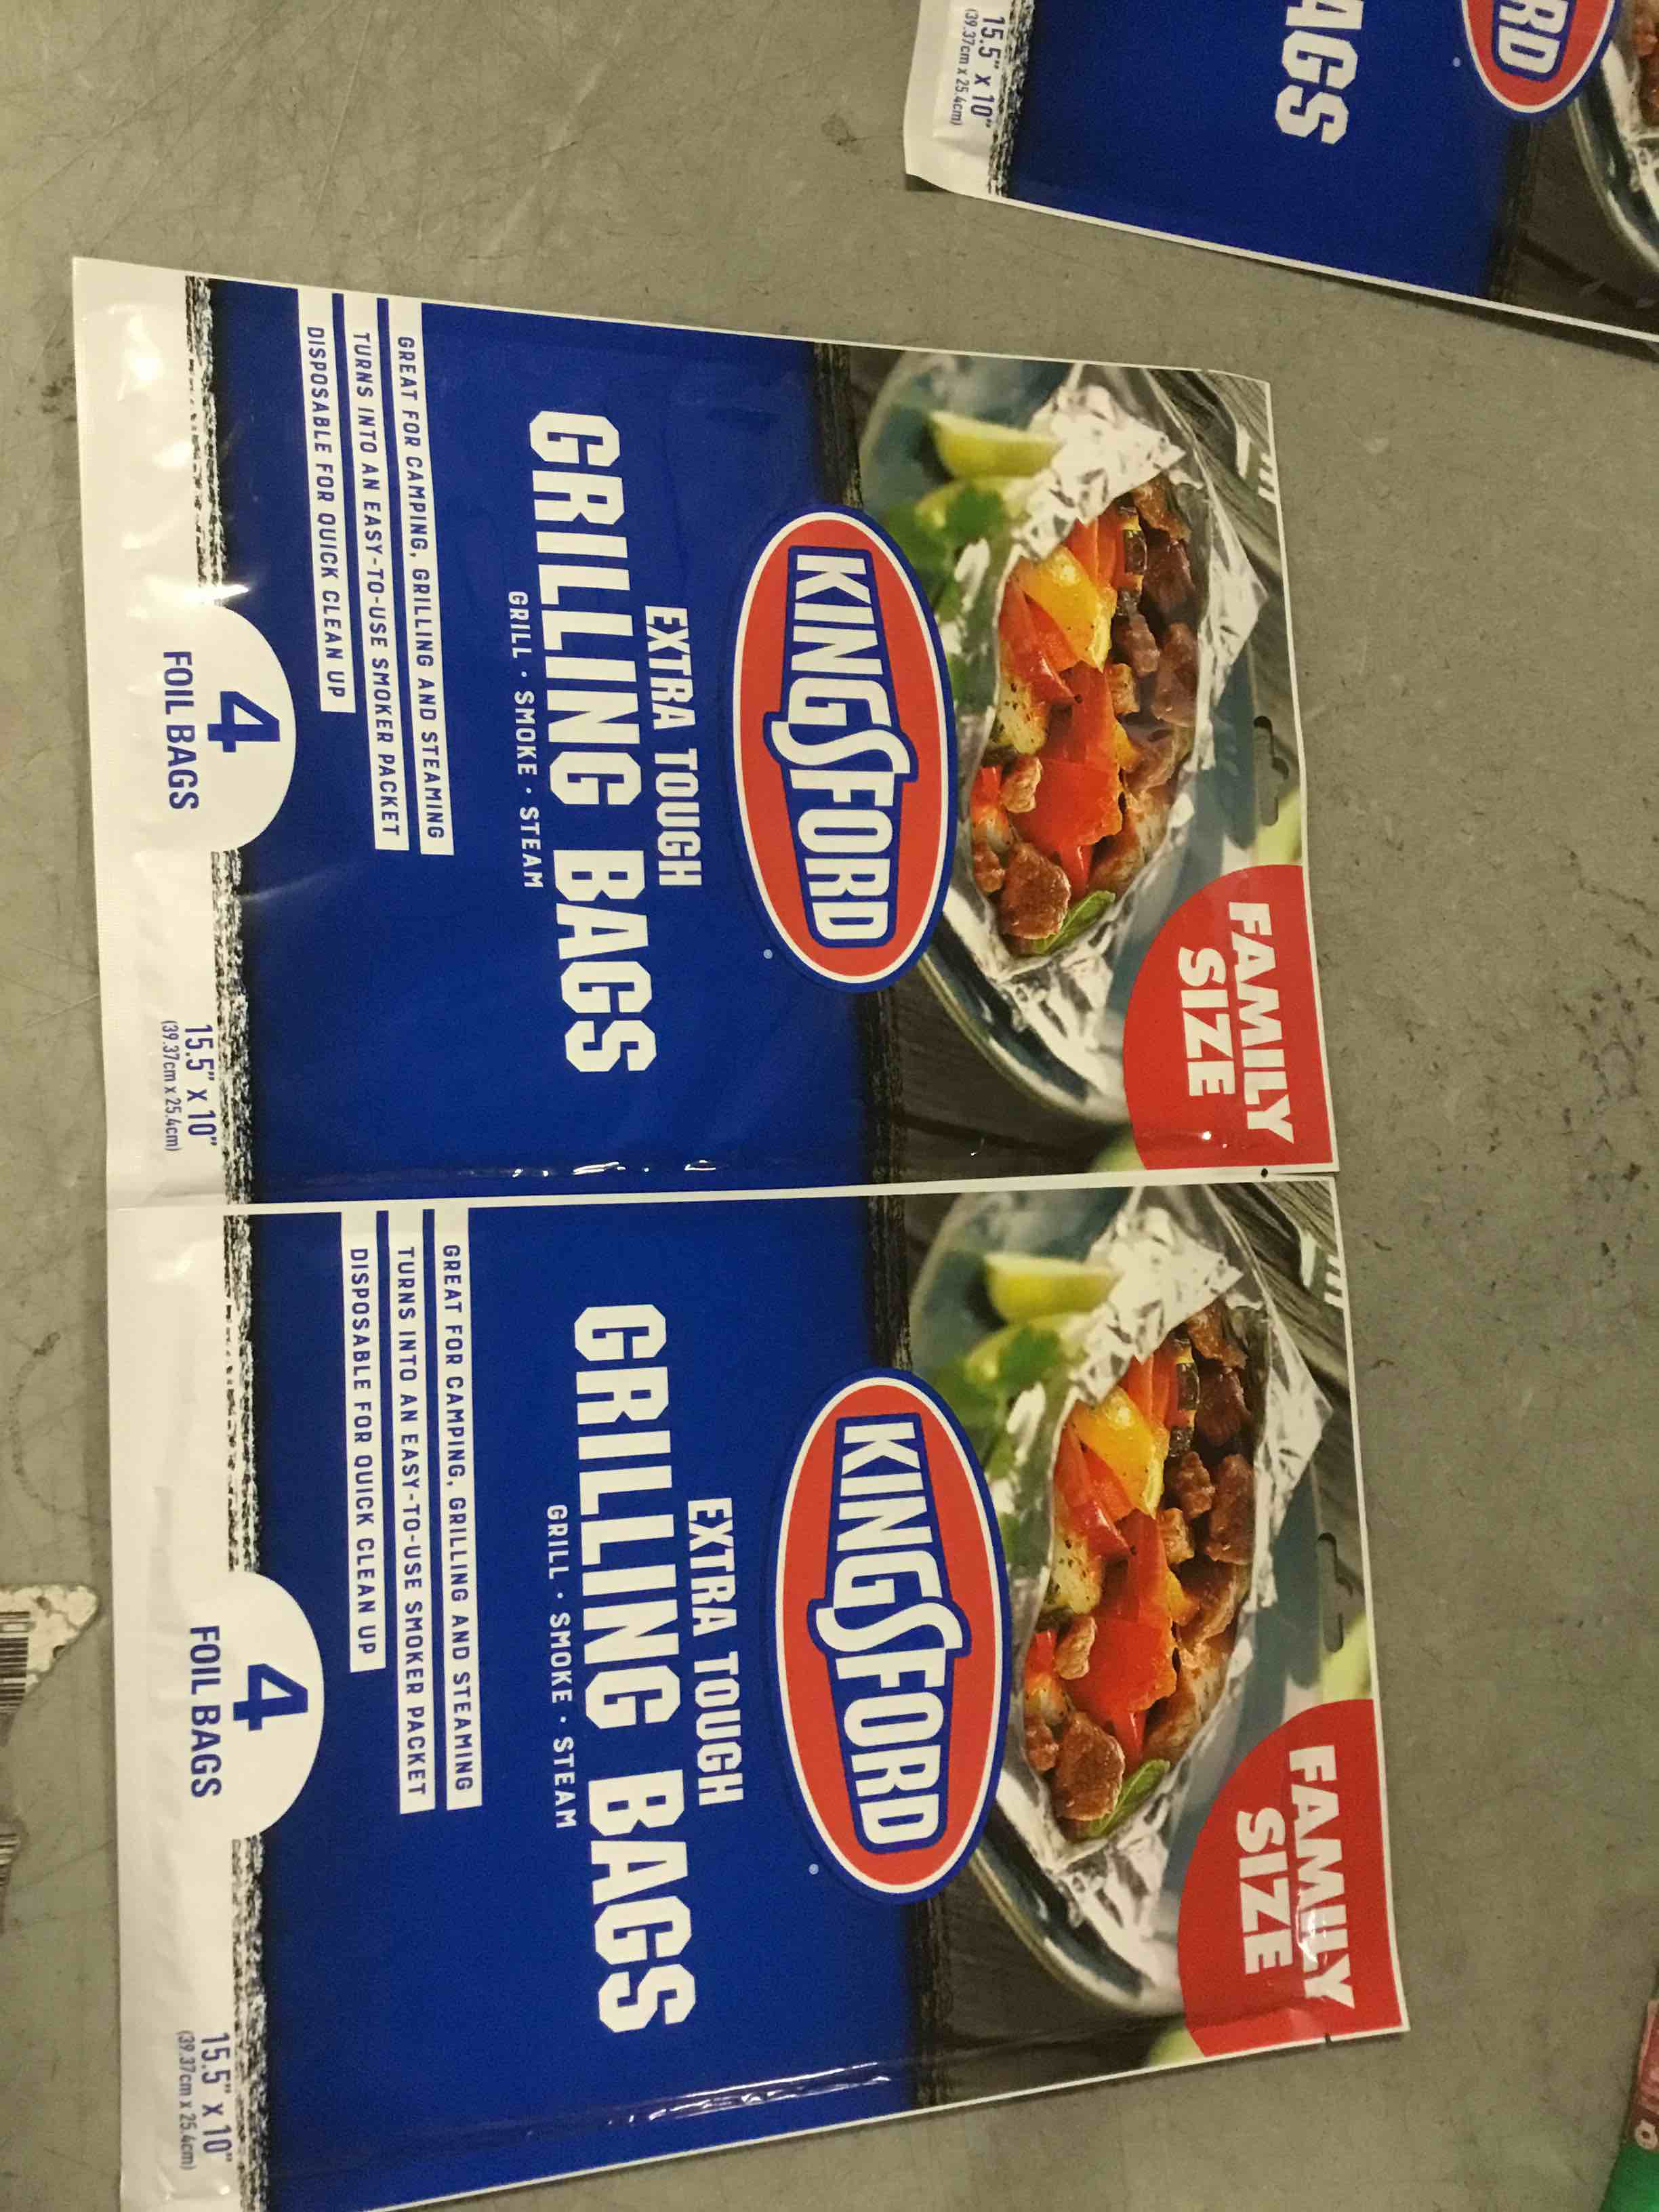 FAMILY
SIZE
KINGSFORD
EXTRA TOUGH
GRILLING BAGS
GRILL · SMOKE · STEAM
GREAT FOR CAMPING, GRILLING AND STEAMING
TURNS INTO AN EASY-TO-USE SMOKER PACKET
DISPOSABLE FOR QUICK CLEAN UP
4
FOIL BAGS
15.5" x 10"
(39.37cm x 25.4cm)
FAMILY
SIZE
KINGSFORD
EXTRA TOUGH
GRILLING BAGS
GRILL · SMOKE · STEAM
GREAT FOR CAMPING, GRILLING AND STEAMING
TURNS INTO AN EASY-TO-USE SMOKER PACKET
DISPOSABLE FOR QUICK CLEAN UP
4
FOIL BAGS
15.5" x 10"
(39.37cm x 25.4cm)
RD
AGS
15.5" x 10"
(39.37cm x 25.4cm)